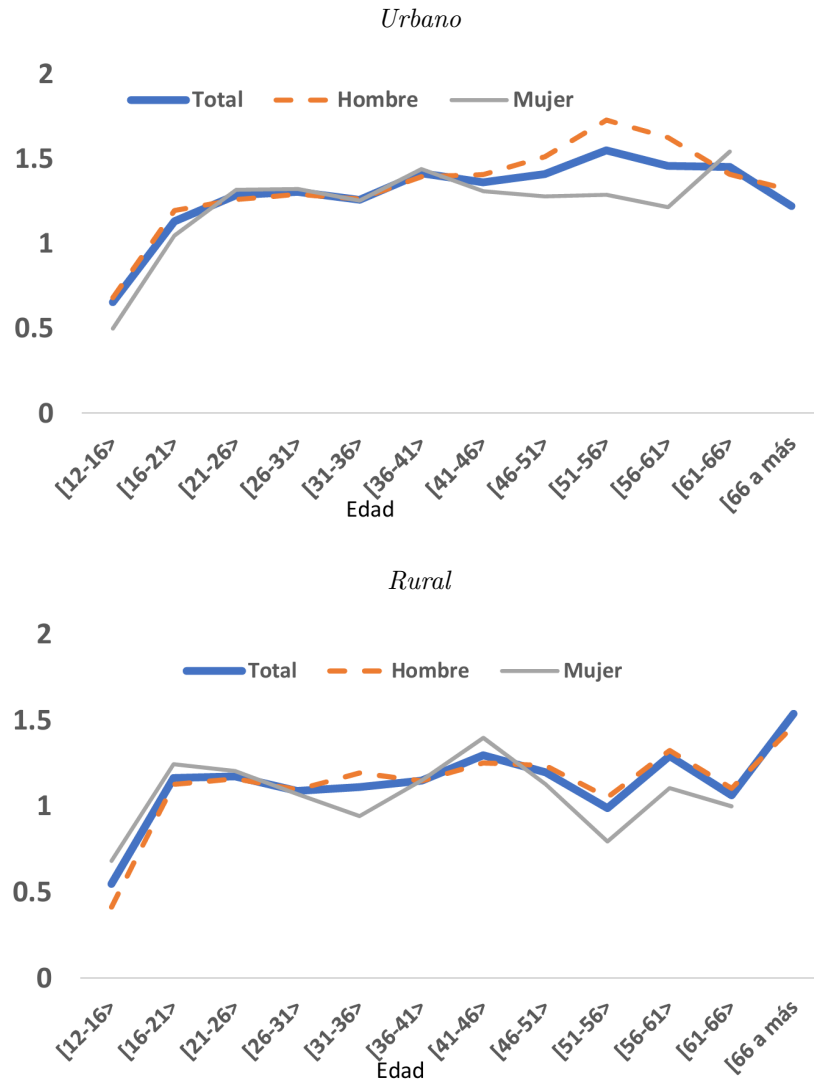 Urbano
2
Total Hombre Mujer
1.5
1
0.5
0
[12-16> [16-21> [21-26> [26-31> [31-36> [36-41> [41-46> [46-51> [51-56> [56-61> [61-66> [66 a más
Edad
Rural
2
Total Hombre Mujer
1.5
1
0.5
0
[12-16> [16-21> [21-26> [26-31> [31-36> [36-41> [41-46> [46-51> [51-56> [56-61> [61-66> [66 a más
Edad